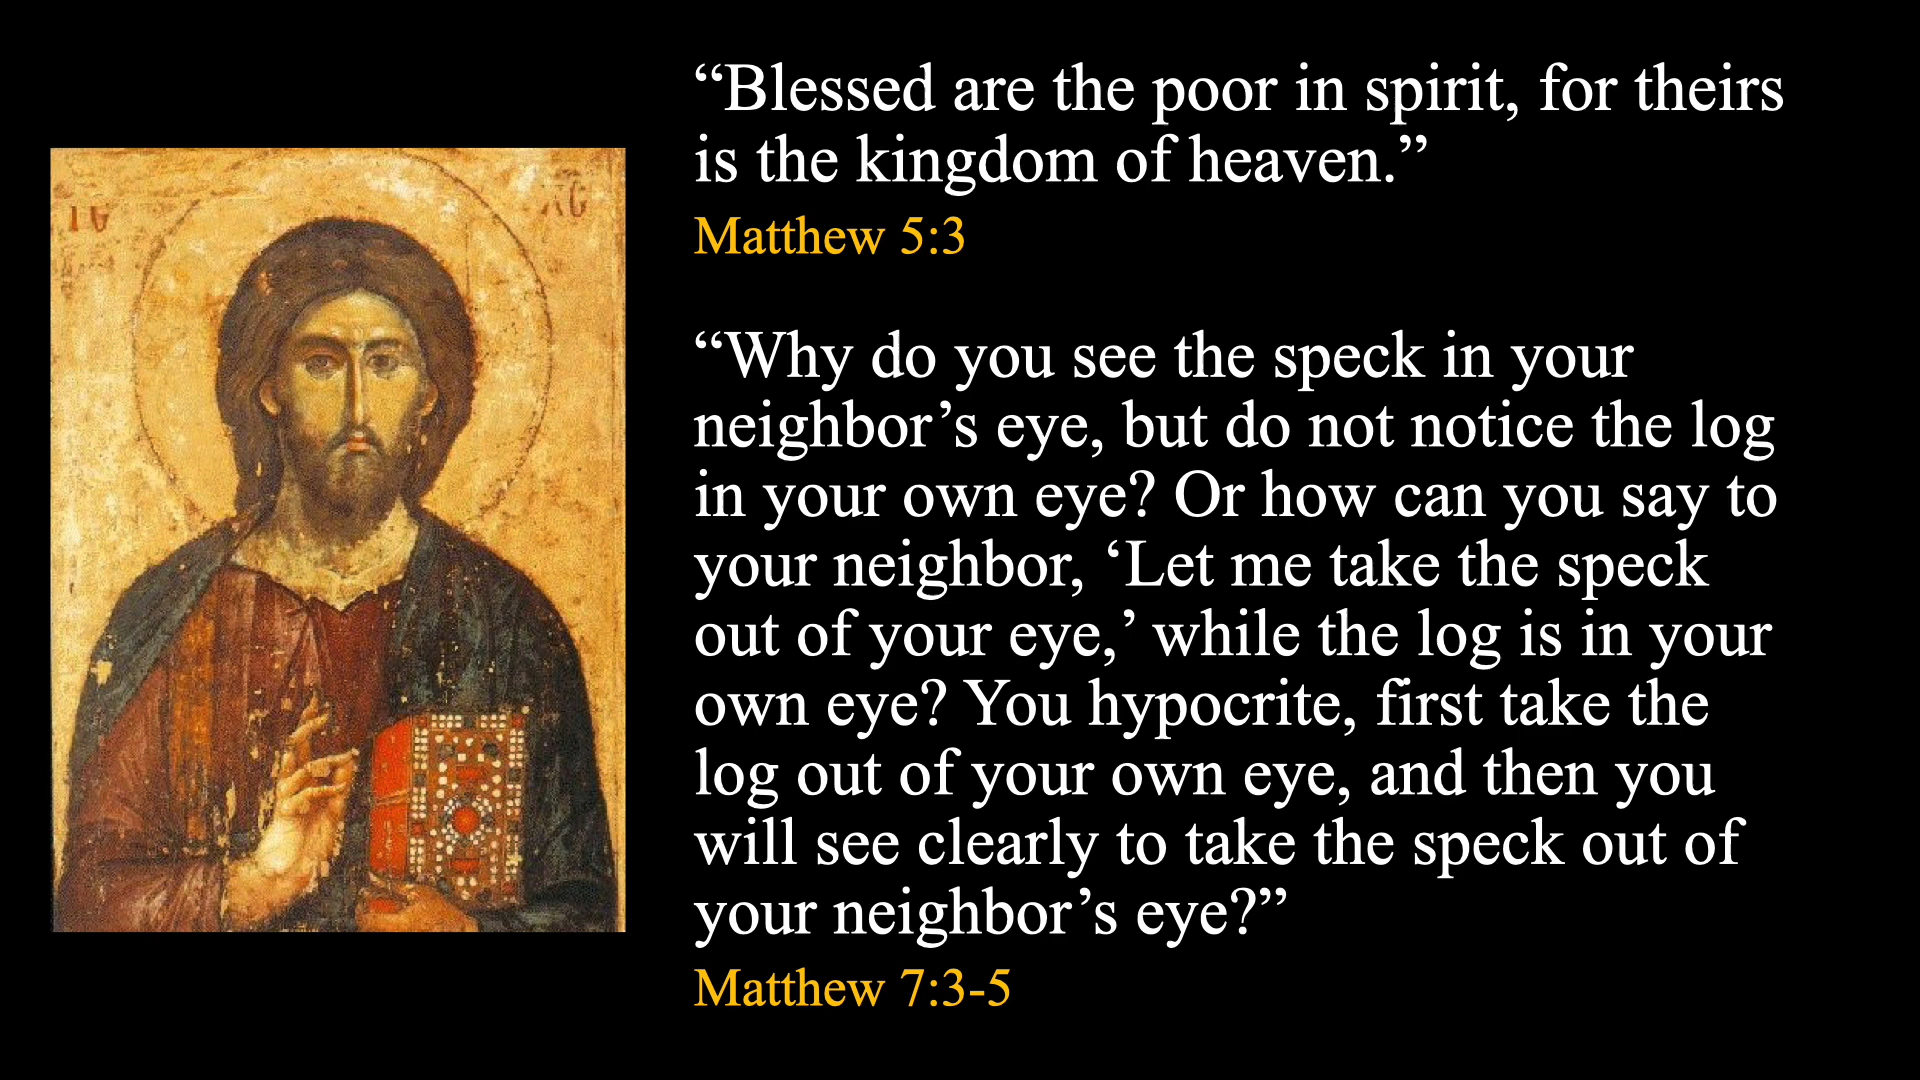 “Blessed are the poor in spirit, for theirs
is the kingdom of heaven.”
Matthew 5:3
“Why do you see the speck in your
neighbor’s eye, but do not notice the log
in your own eye? Or how can you say to
your neighbor, ‘Let me take the speck
out of your eye,’ while the log is in your
own eye? You hypocrite, first take the
log out of your own eye, and then you
will see clearly to take the speck out of
your neighbor’s eye?”
Matthew 7:3-5